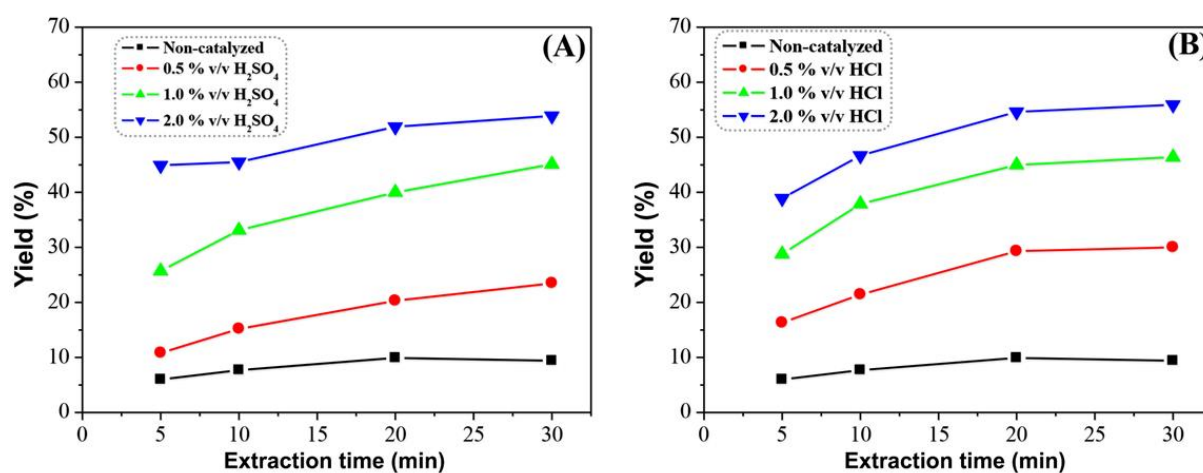 (A)
Non-catalyzed
0.5 % v/v H₂SO₄
1.0 % v/v H₂SO₄
2.0 % v/v H₂SO₄
Yield (%)
70
60
50
40
30
20
10
0
0 5 10 15 20 25 30
Extraction time (min)
(B)
Non-catalyzed
0.5 % v/v HCl
1.0 % v/v HCl
2.0 % v/v HCl
Yield (%)
70
60
50
40
30
20
10
0
0 5 10 15 20 25 30
Extraction time (min)